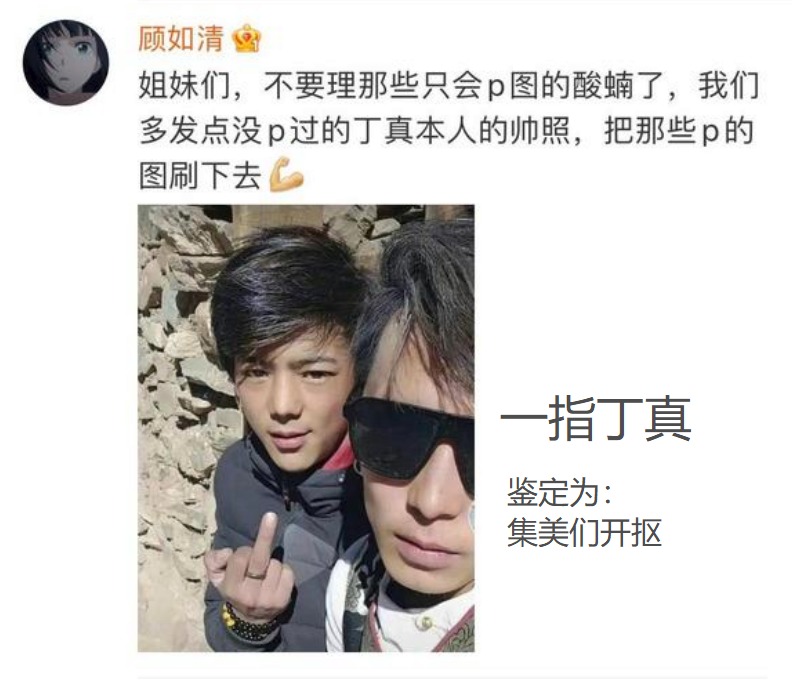 顾如清
姐妹们，不要理那些只会p图的酸蝻了，我们
多发点没p过的丁真本人的帅照，把那些p的
图刷下去💪
一指丁真
鉴定为：
集美们开抠